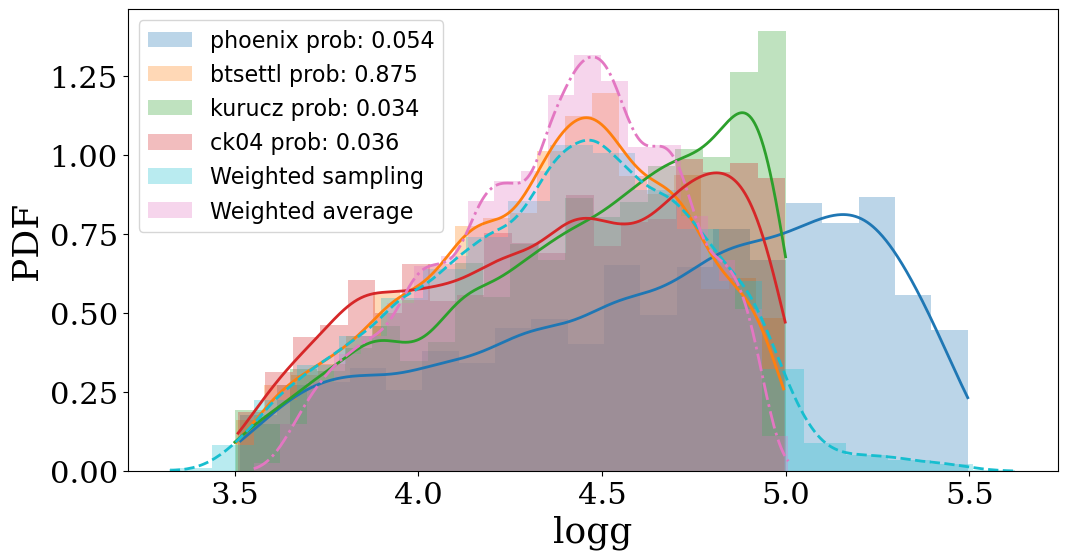 phoenix prob: 0.054
btsettl prob: 0.875
kurucz prob: 0.034
ck04 prob: 0.036
Weighted sampling
Weighted average
PDF
1.25
1.00
0.75
0.50
0.25
0.00
3.5 4.0 4.5 5.0 5.5
logg